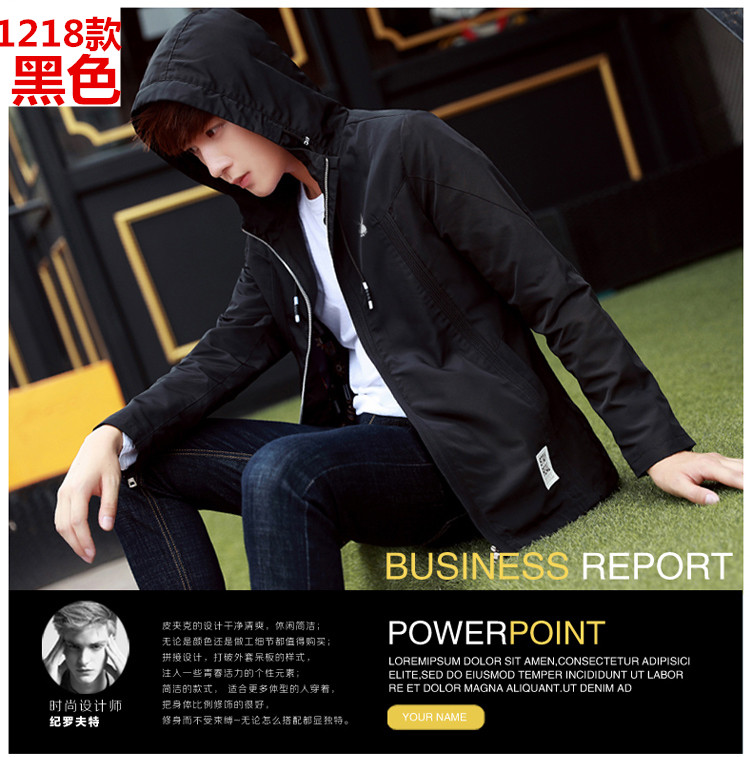 1218款
黑色
BUSINESS REPORT
皮夹克的设计干净清爽,休闲简洁;
无论是颜色还是做工细节都值得购买;
拼接设计,打破外套呆板的样式,
注入一些青春活力的个性元素;
简洁的款式, 适合更多体型的人穿着,
把身体比例修饰的很好,
修身而不受束缚-无论怎么搭配都显独特。
时尚设计师
纪罗夫特
POWERPOINT
LOREMIPSUM DOLOR SIT AMEN,CONSECTETUR ADIPISICI
ELITE,SED DO EIUSMOD TEMPER INCIDIDUNT UT LABOR
RE ET DOLOR MAGNA ALIQUANT.UT DENIM AD
YOUR NAME